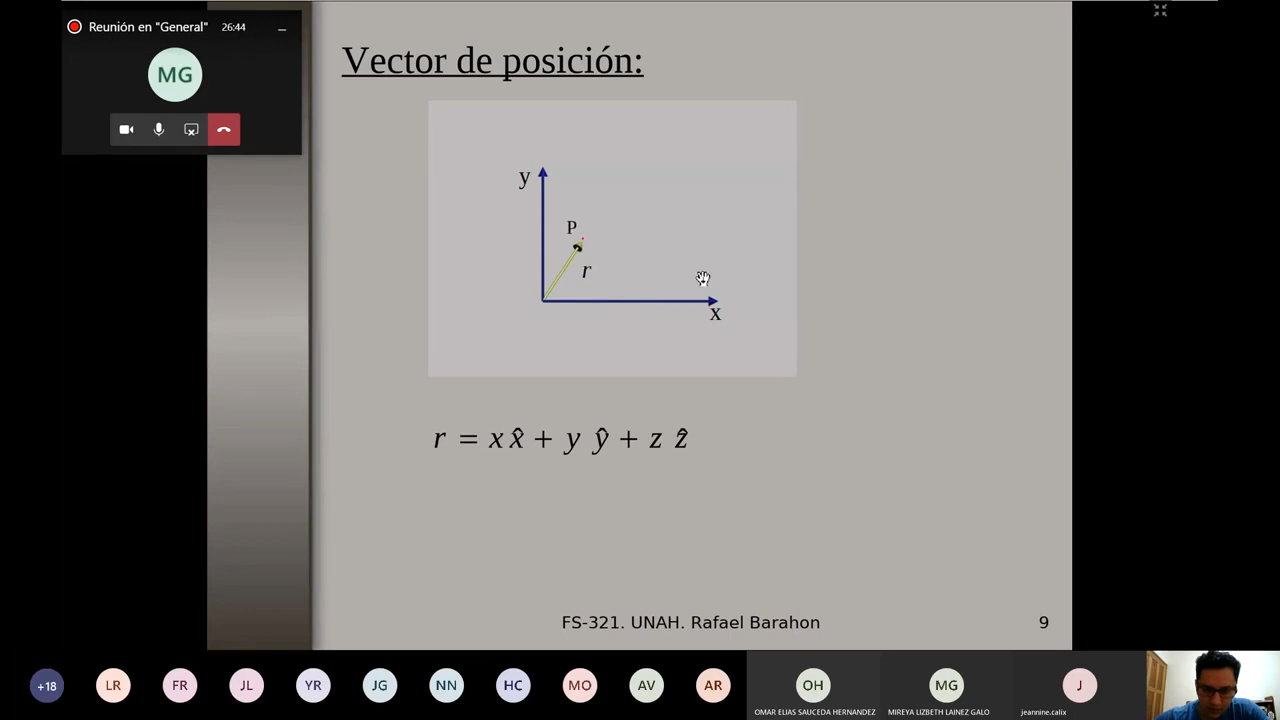 Reunión en "General" 26:44
MG
Vector de posición:
y
P
r
x
r = x x̂ + y ŷ + z ẑ
FS-321. UNAH. Rafael Barahon 9
+18 LR FR JL YR JG NN HC MO AV AR OH MG J
OMAR ELIAS SAUCEDA HERNANDEZ MIREYA LIZBETH LAINEZ GALO jeannine.calix